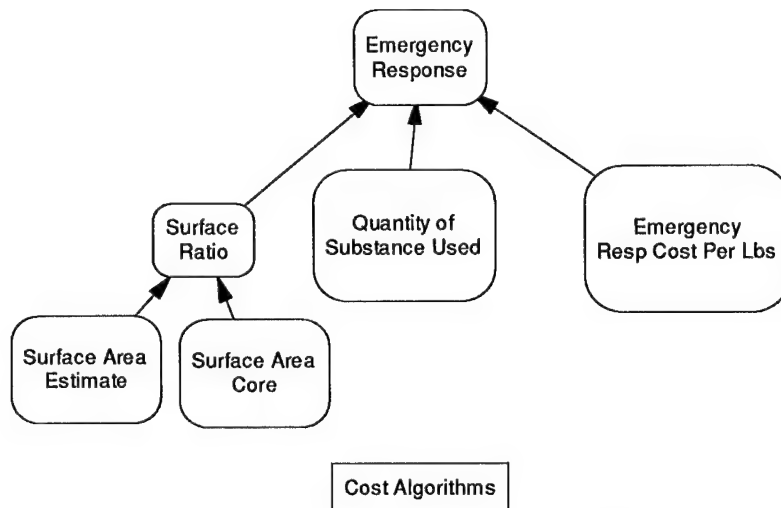 Emergency
Response
Surface
Ratio
Quantity of
Substance Used
Emergency
Resp Cost Per Lbs
Surface Area
Estimate
Surface Area
Core
Cost Algorithms